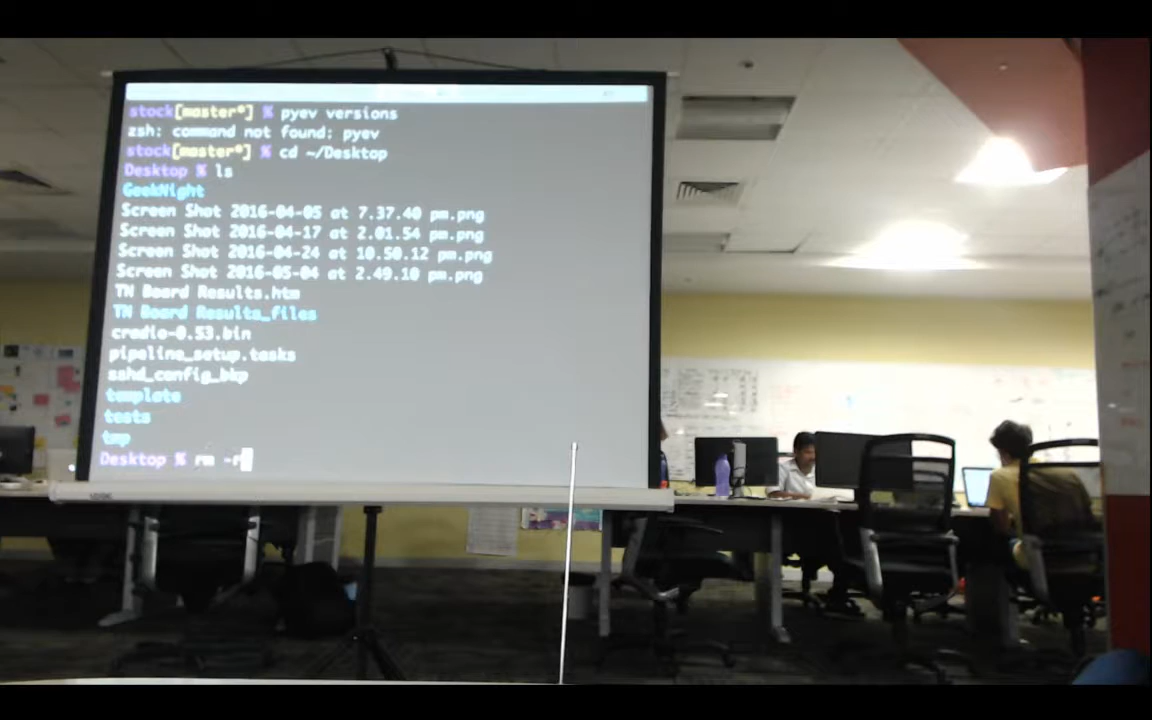 stock[master*] % pyev versions
zsh: command not found: pyev
stock[master*] % cd ~/Desktop
Desktop % ls
GeekNight
Screen Shot 2016-04-05 at 7.37.40 pm.png
Screen Shot 2016-04-17 at 2.01.54 pm.png
Screen Shot 2016-04-24 at 10.50.12 pm.png
Screen Shot 2016-05-04 at 2.49.10 pm.png
TN Board Results.htm
TN Board Results_files
cradio-0.53.bin
pipeline_setup.tasks
sshd_config_bkp
template
tests
tmp
Desktop % rm -r